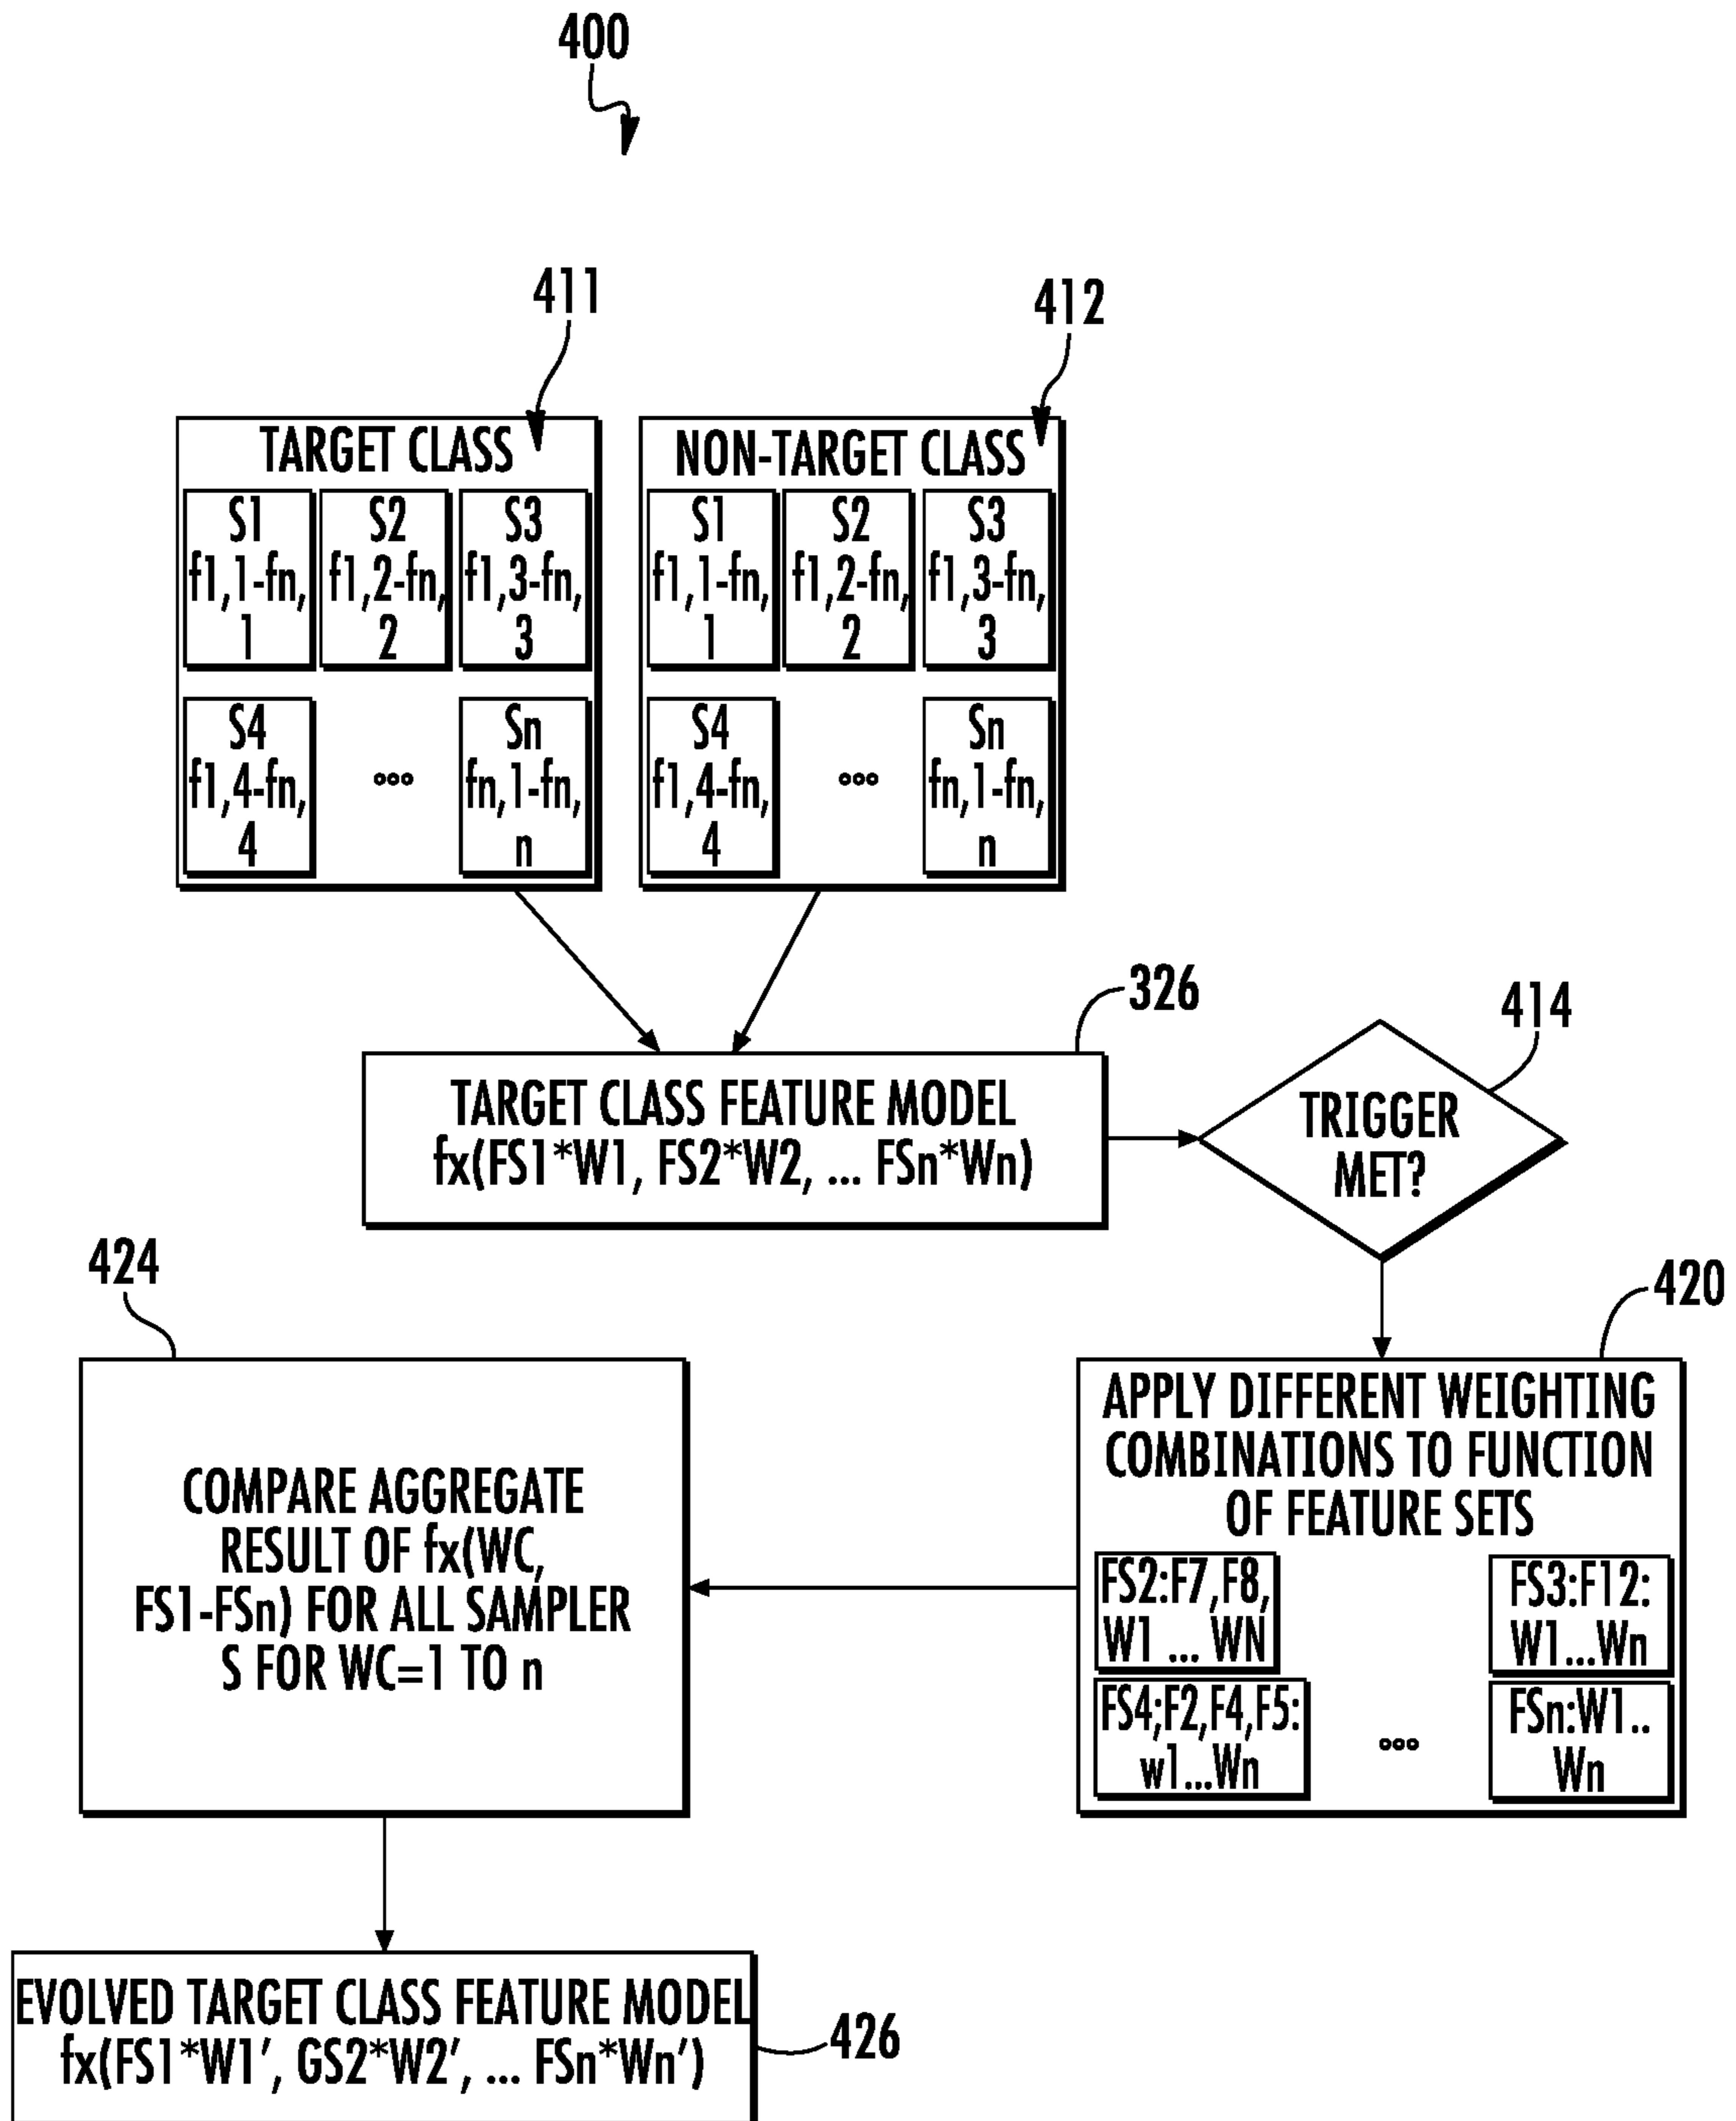 400
411
412
TARGET CLASS
S1
f1,1-fn,
1
S2
f1,2-fn,
2
S3
f1,3-fn,
3
S4
f1,4-fn,
4
°°°
Sn
fn,1-fn,
n
NON-TARGET CLASS
S1
f1,1-fn,
1
S2
f1,2-fn,
2
S3
f1,3-fn,
3
S4
f1,4-fn,
4
°°°
Sn
fn,1-fn,
n
326
TARGET CLASS FEATURE MODEL
fx(FS1*W1, FS2*W2, ... FSn*Wn)
414
TRIGGER
MET?
420
APPLY DIFFERENT WEIGHTING
COMBINATIONS TO FUNCTION
OF FEATURE SETS
FS2:F7,F8,
W1 ... WN
FS3:F12:
W1...Wn
FS4;F2,F4,F5:
w1...Wn
°°°
FSn:W1..
Wn
424
COMPARE AGGREGATE
RESULT OF fx(WC,
FS1-FSn) FOR ALL SAMPLER
S FOR WC=1 TO n
EVOLVED TARGET CLASS FEATURE MODEL
fx(FS1*W1', GS2*W2', ... FSn*Wn')
426